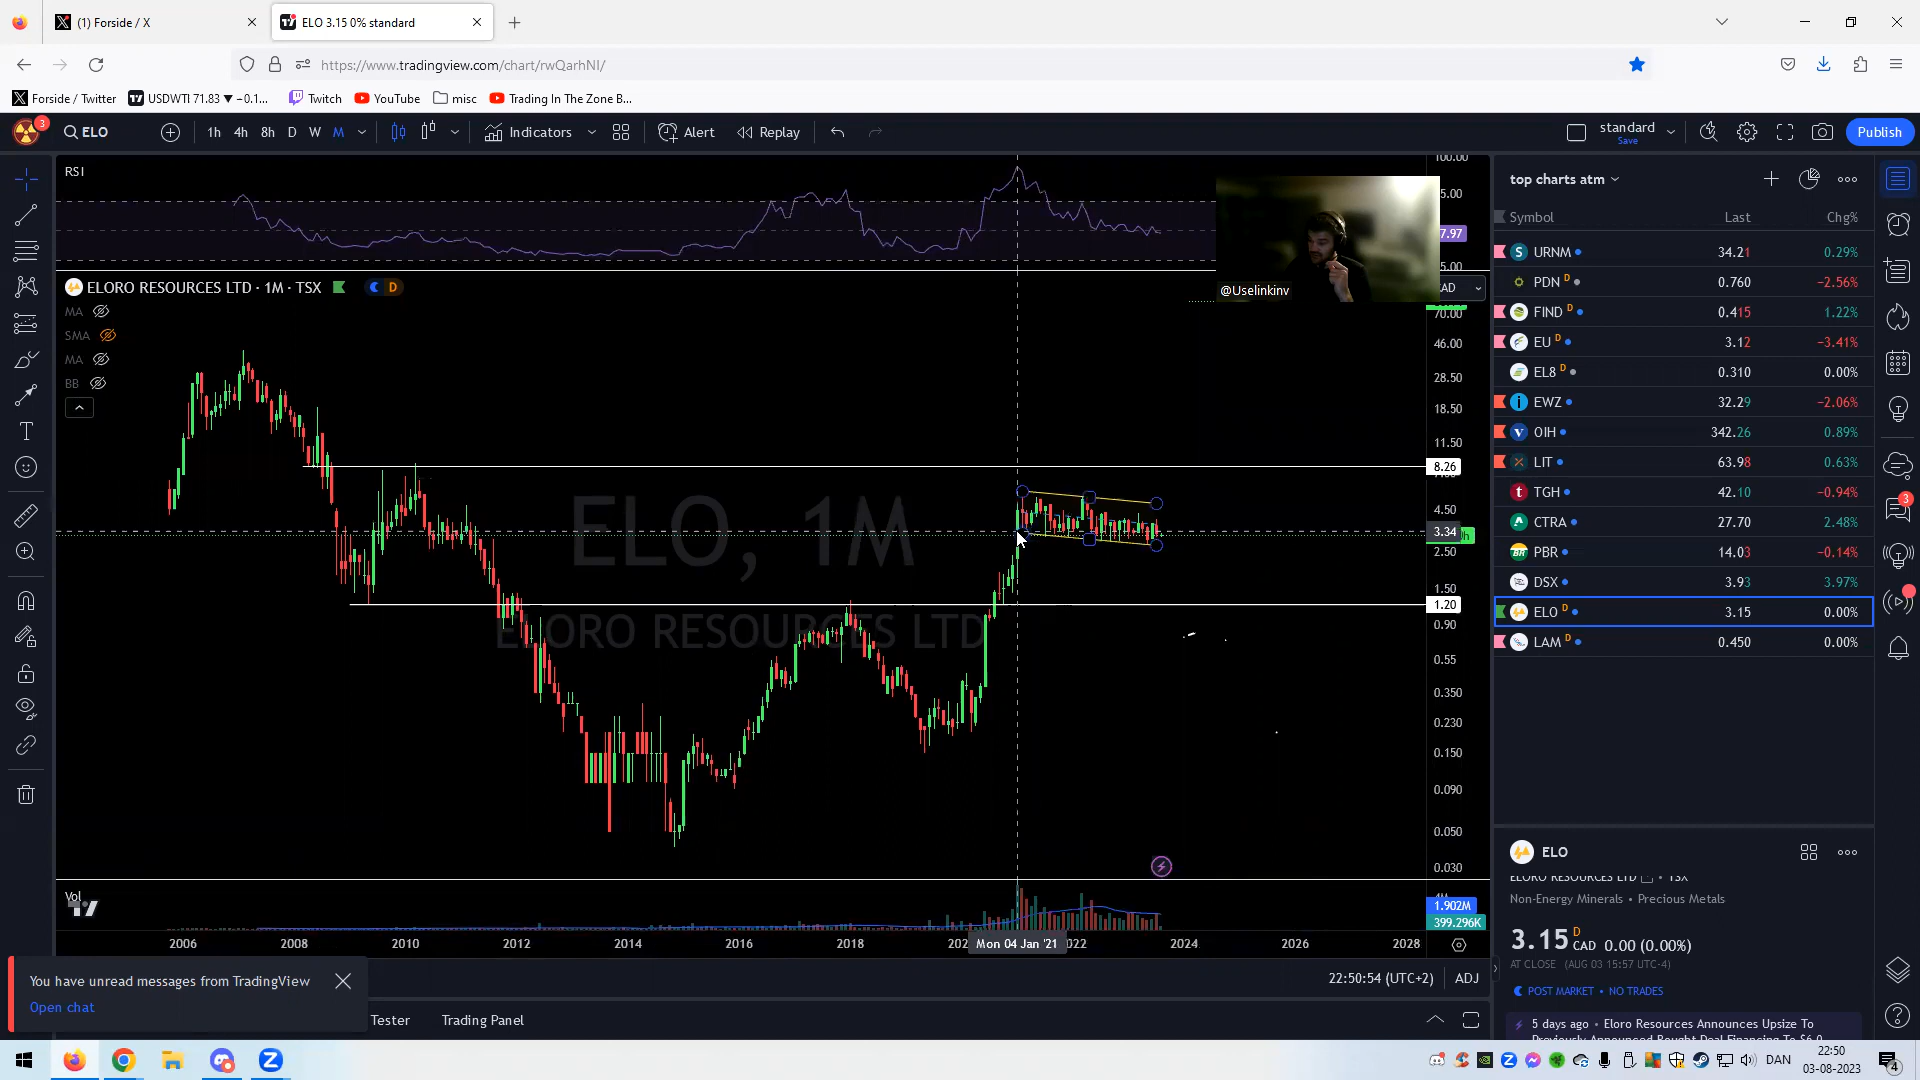 (1) Forside / X
ELO 3.15 0% standard
https://www.tradingview.com/chart/rwQarhNI/
Forside / Twitter
USDWTI 71.83 ▼ −0.1...
Twitch
YouTube
misc
Trading In The Zone B...
3
ELO
1h 4h 8h D W M
Indicators
Alert
Replay
standard
Save
Publish
RSI
100.00
7.97
@Uselinkinv
ELORO RESOURCES LTD · 1M · TSX
D
MA
SMA
MA
BB
70.00
46.00
28.50
18.50
11.50
8.26
4.50
3.34
2.50
1.50
1.20
0.90
0.55
0.350
0.230
0.150
0.090
0.050
0.030
ELO, 1M
ELORO RESOURCES LTD
Vol
1.902M
399.296K
2006 2008 2010 2012 2014 2016 2018 Mon 04 Jan '21 2024 2026 2028
22:50:54 (UTC+2)
ADJ
You have unread messages from TradingView
Open chat
Tester
Trading Panel
top charts atm
Symbol Last Chg%
URNM 34.21 0.29%
PDN D 0.760 −2.56%
FIND D 0.415 1.22%
EU D 3.12 −3.41%
EL8 D 0.310 0.00%
EWZ 32.29 −2.06%
OIH 342.26 0.89%
LIT 63.98 0.63%
TGH 42.10 −0.94%
CTRA 27.70 2.48%
PBR 14.03 −0.14%
DSX 3.93 3.97%
ELO D 3.15 0.00%
LAM D 0.450 0.00%
3
ELO
ELORO RESOURCES LTD • TSX
Non-Energy Minerals • Precious Metals
3.15 D CAD 0.00 (0.00%)
AT CLOSE (AUG 03 15:57 UTC-4)
POST MARKET • NO TRADES
5 days ago • Eloro Resources Announces Upsize To
Previously Announced Bought Deal Financing To $6.0
DAN
22:50
03-08-2023
4